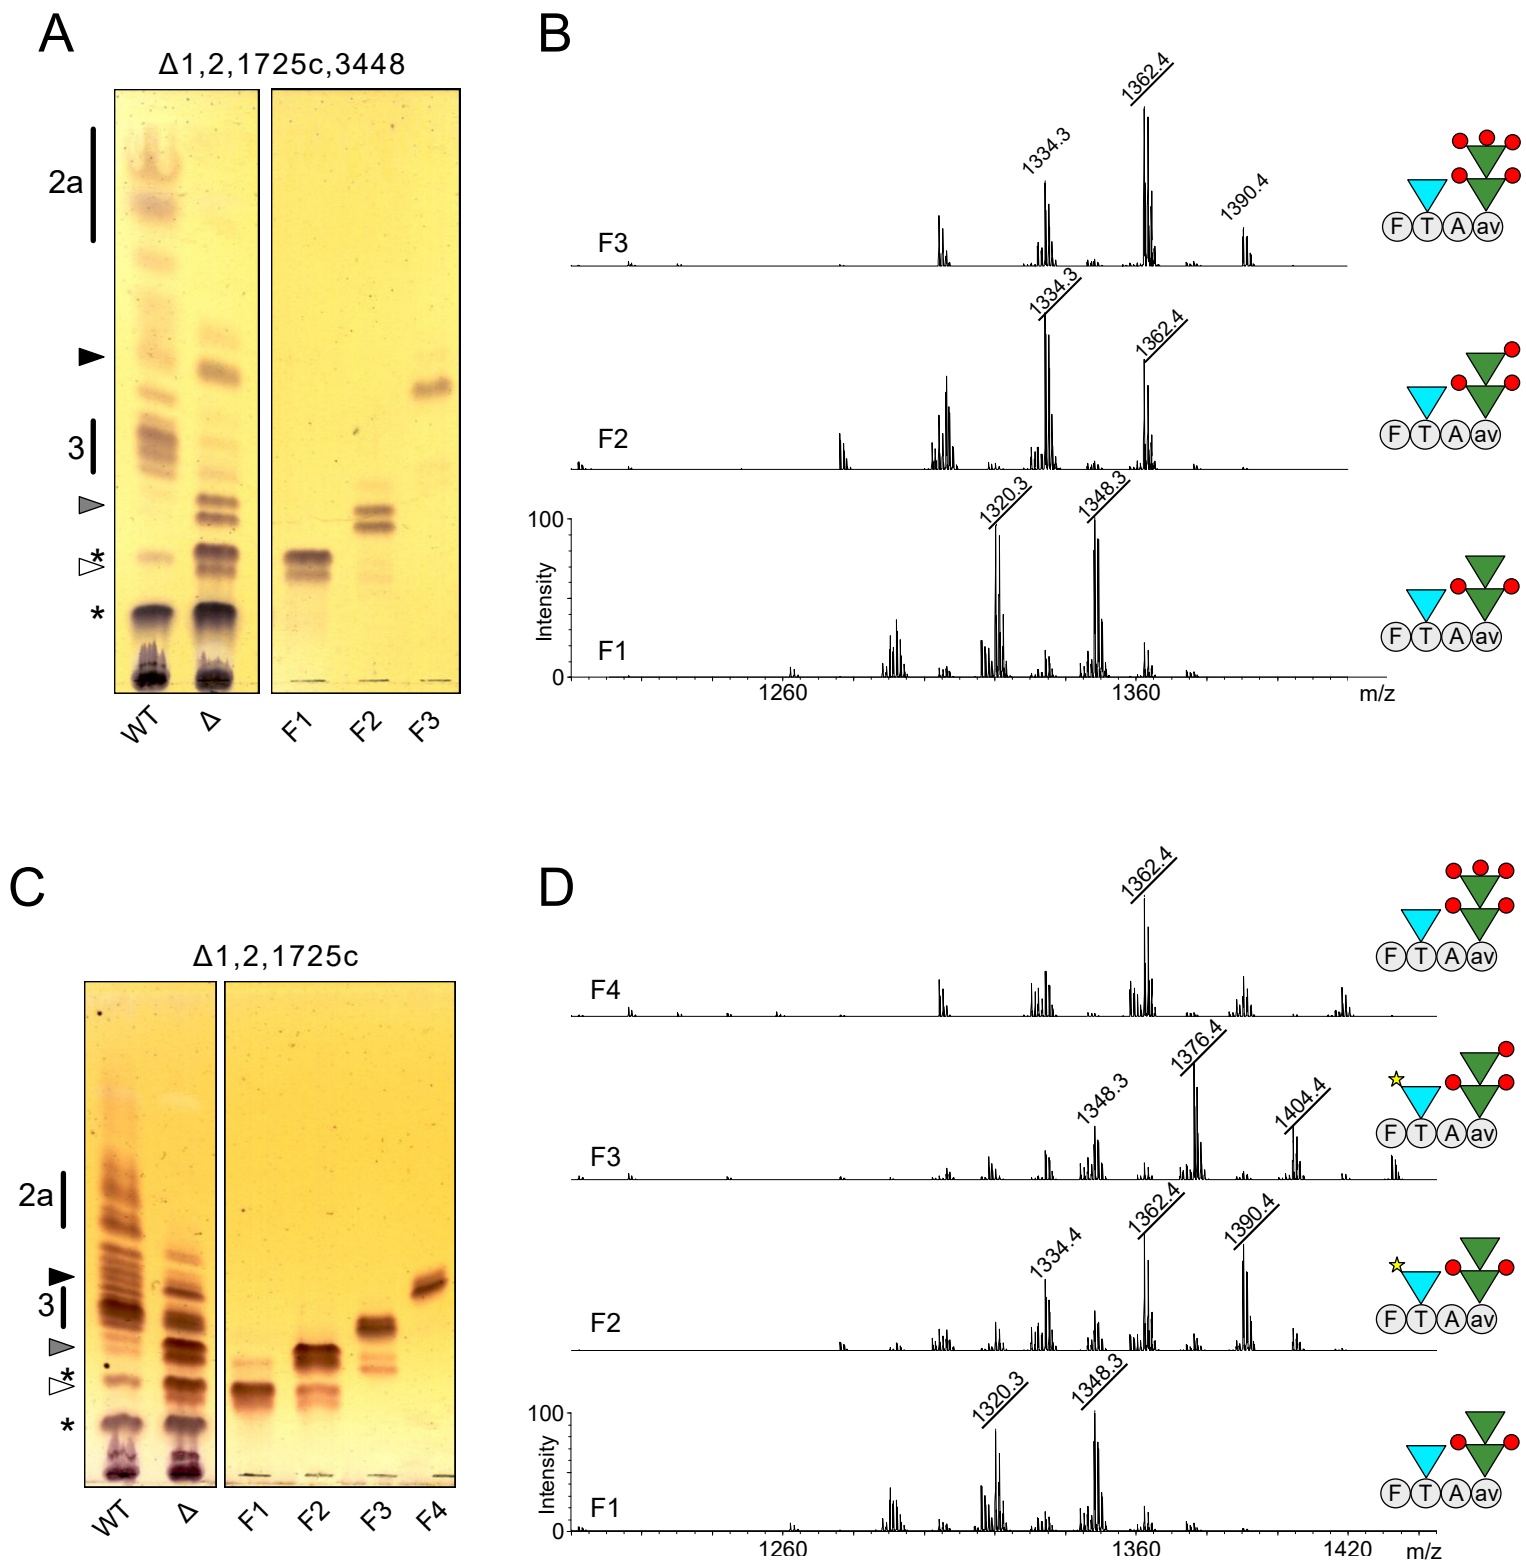 A
Δ1,2,1725c,3448
2a
3
*
*
WT
Δ
F1
F2
F3
B
1362.4
1334.3
1390.4
F3
F T A av
1334.3
1362.4
F2
F T A av
1320.3
1348.3
100
Intensity
F1
0
F T A av
1260
1360
m/z
C
Δ1,2,1725c
2a
3
*
*
WT
Δ
F1
F2
F3
F4
D
1362.4
F4
F T A av
1376.4
1348.3
1404.4
F3
F T A av
1362.4
1390.4
1334.4
F2
F T A av
1320.3
1348.3
100
Intensity
F1
0
F T A av
1260
1360
1420
m/z